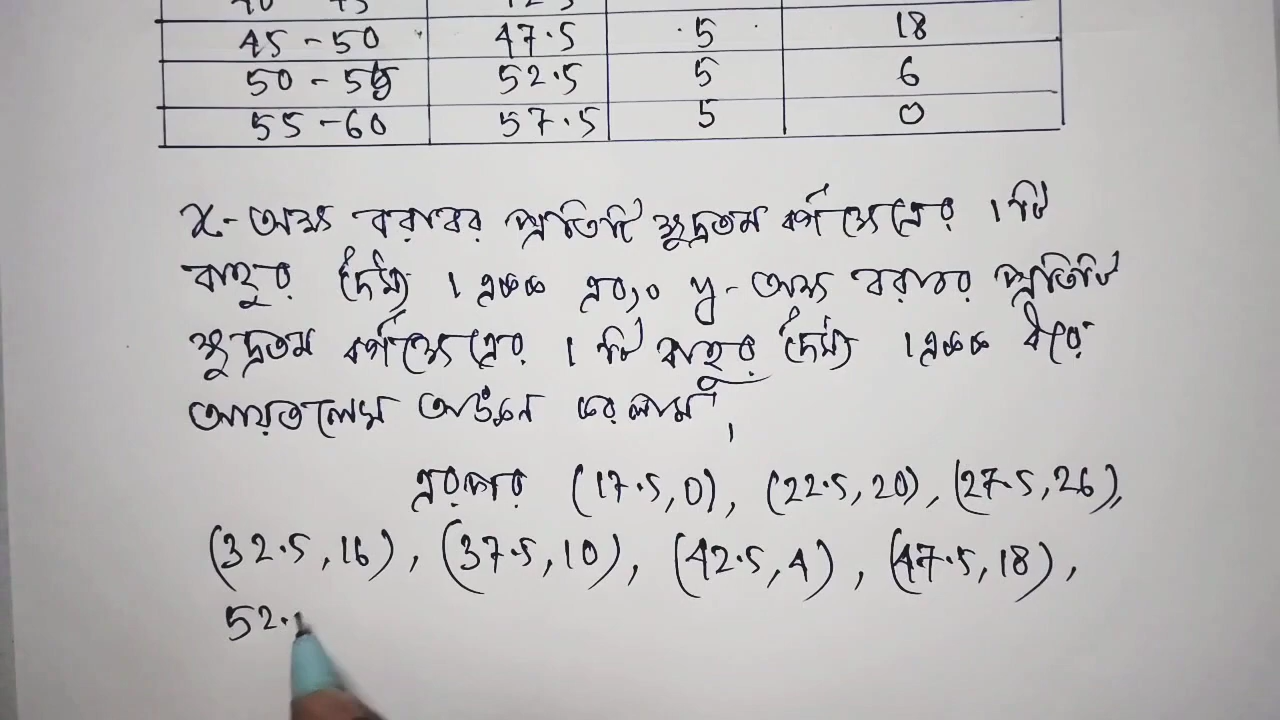 45-50 47.5 5 18
50-55 52.5 5 6
55-60 57.5 5 0
x-অক্ষ বরাবর প্রতিটি ক্ষুদ্রতম বর্গক্ষেত্রের 1টি
বাহুর দৈর্ঘ্য 1 একক এবং y-অক্ষ বরাবর প্রতিটি
ক্ষুদ্রতম বর্গক্ষেত্রের 1 টি বাহুর দৈর্ঘ্য 1 একক ধরে
আয়তলেখ অঙ্কন করলাম।
এরপর (17.5, 0), (22.5, 20), (27.5, 26),
(32.5, 16), (37.5, 10), (42.5, 4), (47.5, 18),
52.